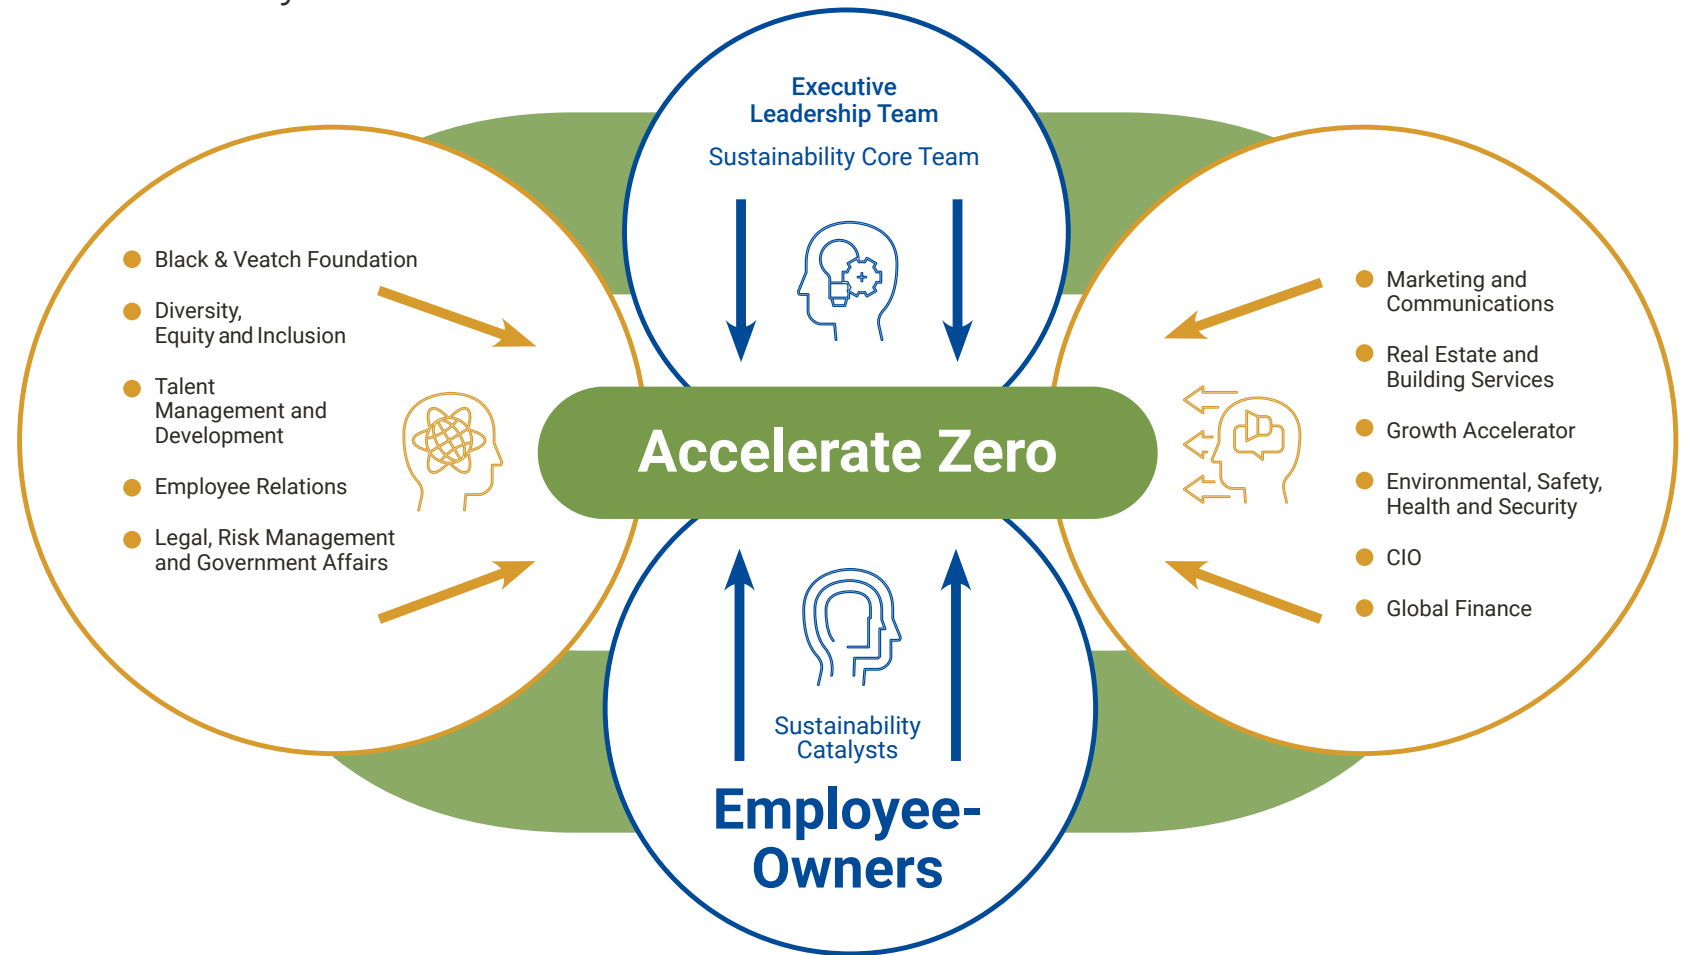 Executive
Leadership Team
Sustainability Core Team
Black & Veatch Foundation
Diversity,
Equity and Inclusion
Talent
Management and
Development
Employee Relations
Legal, Risk Management
and Government Affairs
Accelerate Zero
Marketing and
Communications
Real Estate and
Building Services
Growth Accelerator
Environmental, Safety,
Health and Security
CIO
Global Finance
Sustainability
Catalysts
Employee-
Owners